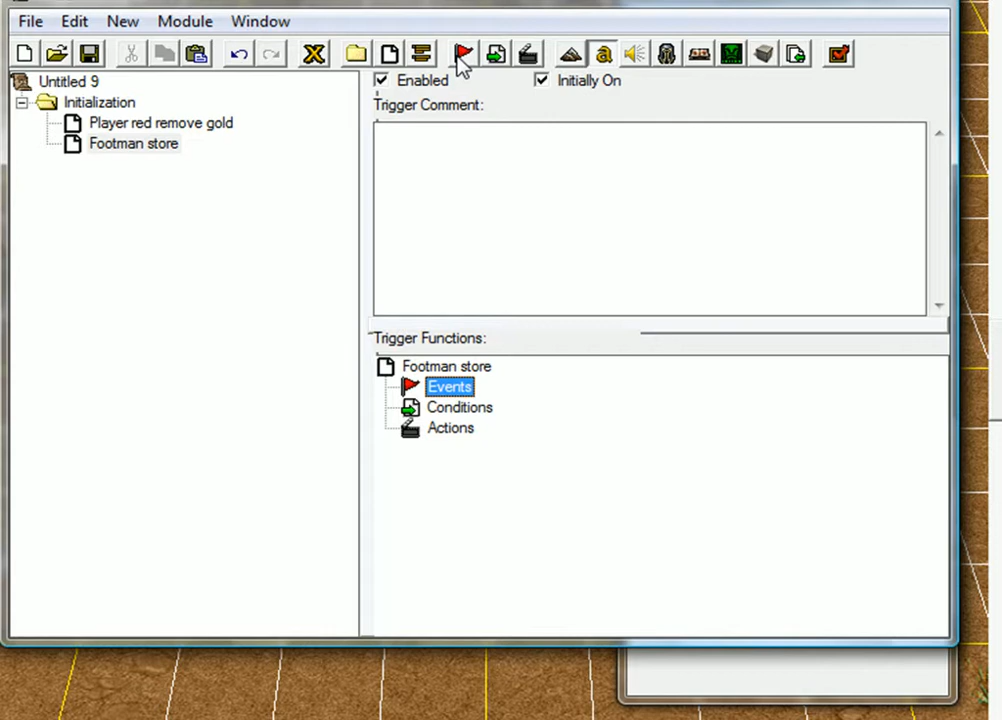 File Edit New Module Window
Untitled 9
Initialization
Player red remove gold
Footman store
Enabled Initially On
Trigger Comment:
Trigger Functions:
Footman store
Events
Conditions
Actions